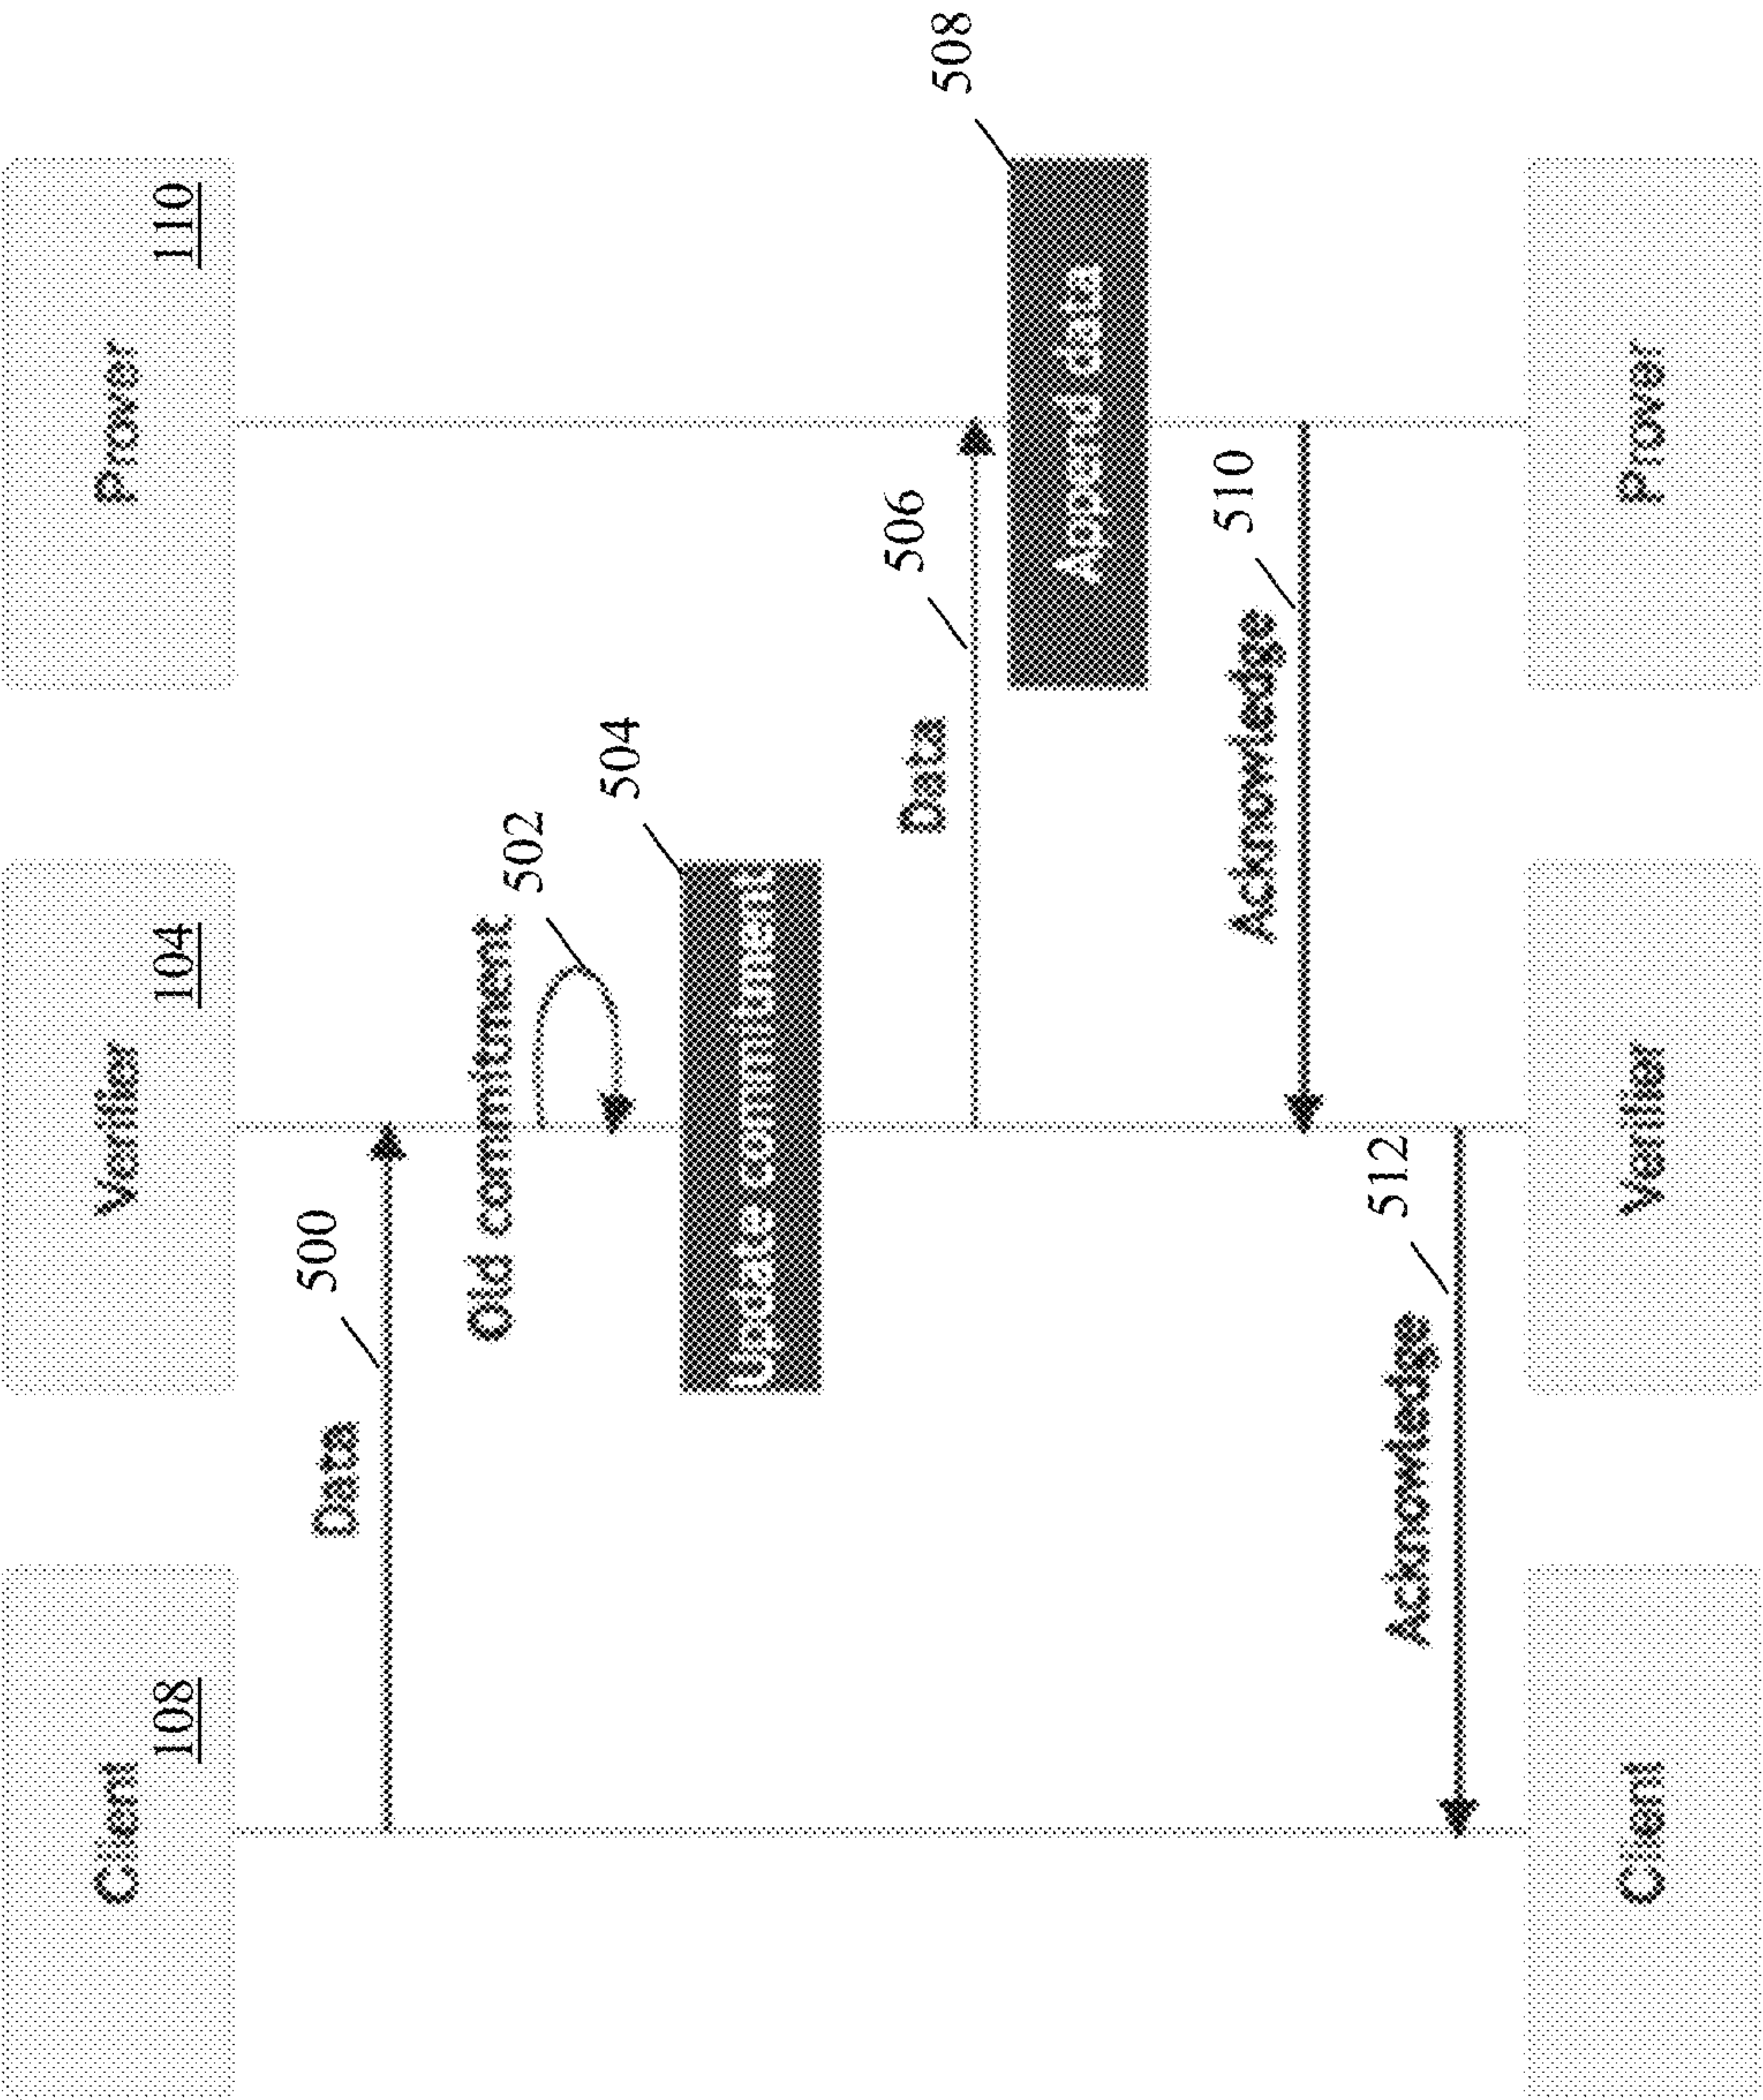 Client
108
Verifier
104
Prover
110
Data
500
Old commitment
502
Update commitment
504
Data
506
Append data
508
Acknowledge
510
Acknowledge
512
Client
Verifier
Prover